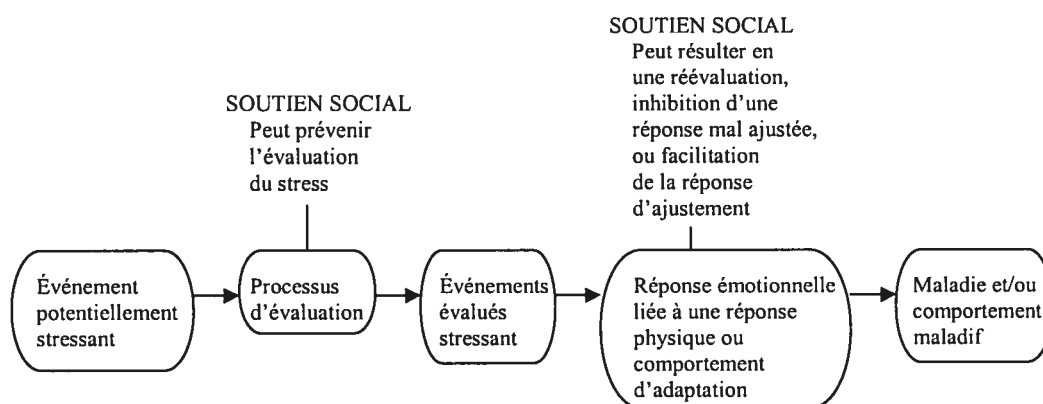 SOUTIEN SOCIAL
Peut prévenir
l'évaluation
du stress
SOUTIEN SOCIAL
Peut résulter en
une réévaluation,
inhibition d'une
réponse mal ajustée,
ou facilitation
de la réponse
d'ajustement
Événement
potentiellement
stressant
Processus
d'évaluation
Événements
évalués
stressant
Réponse émotionnelle
liée à une réponse
physique ou
comportement
d'adaptation
Maladie et/ou
comportement
maladif